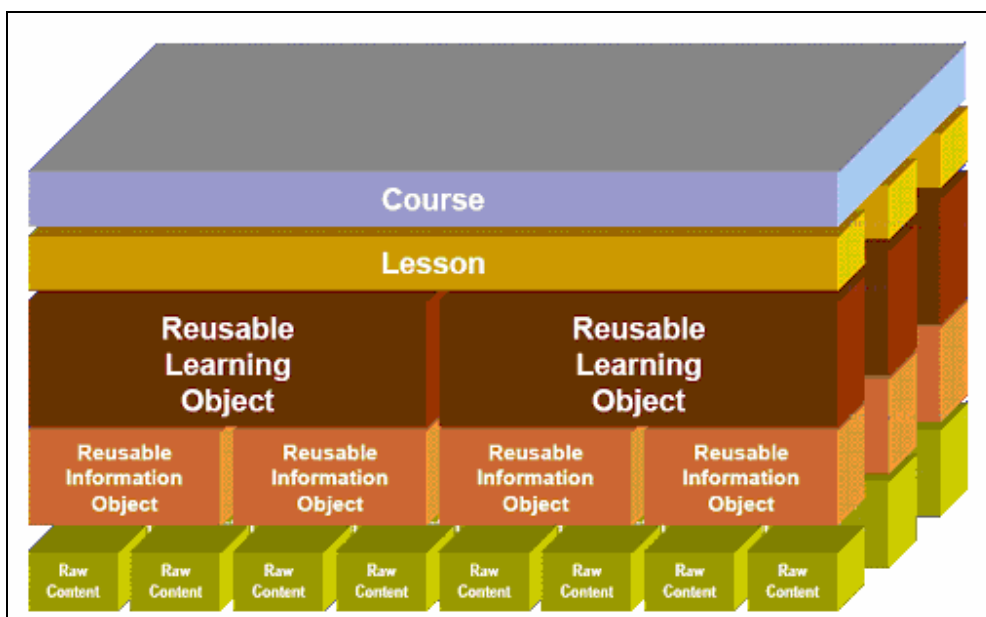 Course
Lesson
Reusable
Learning
Object
Reusable
Learning
Object
Reusable
Information
Object
Reusable
Information
Object
Reusable
Information
Object
Reusable
Information
Object
Raw
Content
Raw
Content
Raw
Content
Raw
Content
Raw
Content
Raw
Content
Raw
Content
Raw
Content